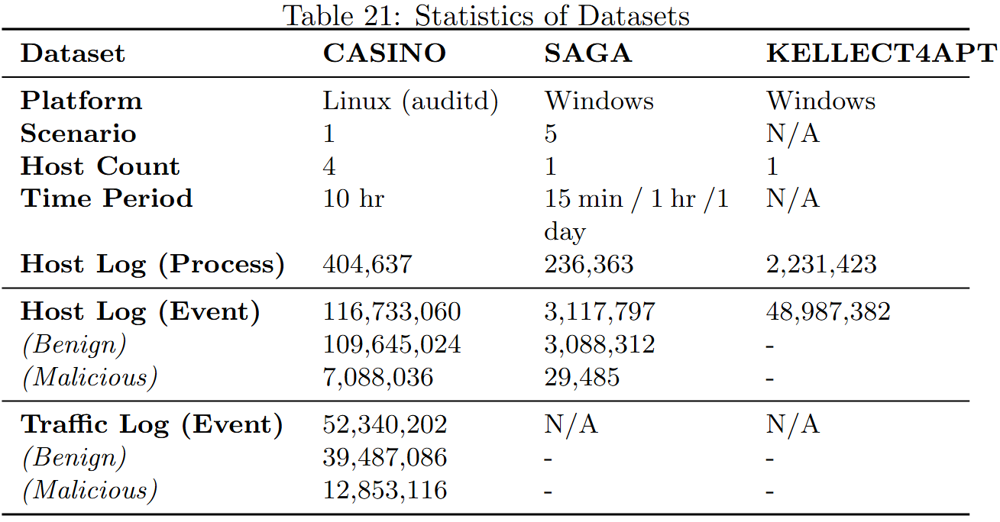 Table 21: Statistics of Datasets
Dataset CASINO SAGA KELLECT4APT
Platform Linux (auditd) Windows Windows
Scenario 1 5 N/A
Host Count 4 1 1
Time Period 10 hr 15 min / 1 hr /1 N/A
day
Host Log (Process) 404,637 236,363 2,231,423
Host Log (Event) 116,733,060 3,117,797 48,987,382
(Benign) 109,645,024 3,088,312 -
(Malicious) 7,088,036 29,485 -
Traffic Log (Event) 52,340,202 N/A N/A
(Benign) 39,487,086 - -
(Malicious) 12,853,116 - -